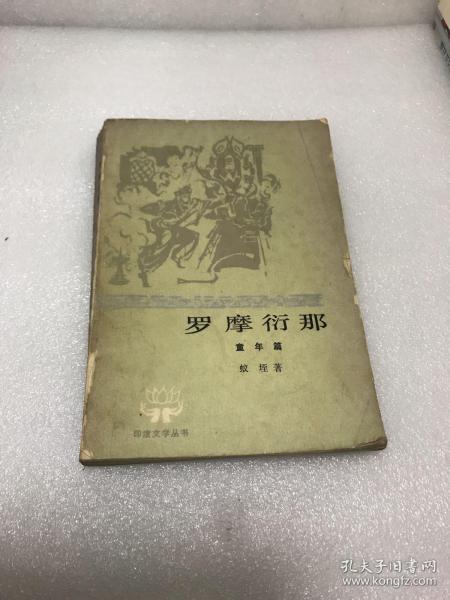 罗摩衍那
童年篇
蚁垤著
印度文学丛书
孔夫子旧书网
www.kongfz.com